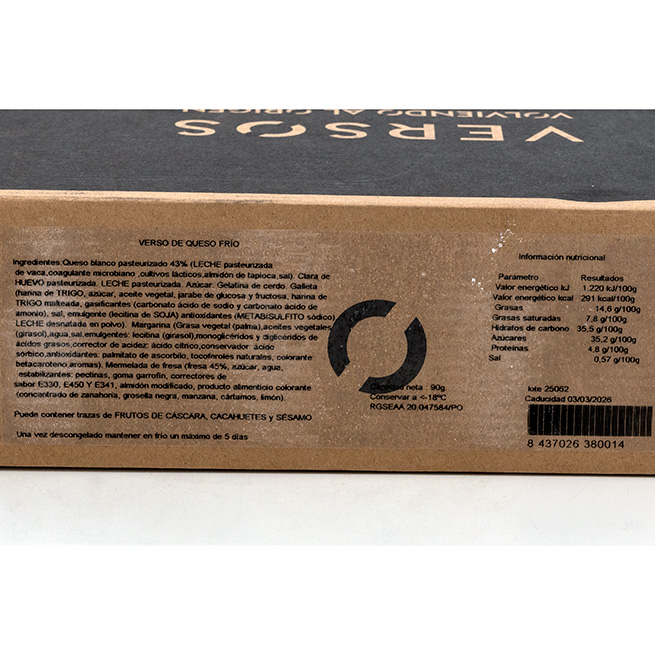 VERSOS
VOLVIENDO AL ORIGEN
VERSO DE QUESO FRÍO
Ingredientes:Queso blanco pasteurizado 43% (LECHE pasteurizada
de vaca,coagulante microbiano ,cultivos lácticos,almidón de tapioca,sal). Clara de
HUEVO pasteurizada. LECHE pasteurizada. Azúcar. Gelatina de cerdo. Galleta
(harina de TRIGO, azúcar, aceite vegetal, jarabe de glucosa y fructosa, harina de
TRIGO malteada, gasificantes (carbonato ácido de sodio y carbonato ácido de
amonio), sal, emulgente (lecitina de SOJA) antioxidantes (METABISULFITO sódico)
LECHE desnatada en polvo). Margarina (Grasa vegetal (palma),aceites vegetales
(girasol),agua,sal,emulgentes: lecitina (girasol),monoglicéridos y diglicéridos de
ácidos grasos,corrector de acidez: ácido cítrico,conservador: ácido
sórbico,antioxidantes: palmitato de ascorbilo, tocoferoles naturales, colorante
betacaroteno;aromas). Mermelada de fresa (fresa 45%, azúcar, agua,
estabilizantes: pectinas, goma garrofín, correctores de
sabor E330, E450 Y E341, almidón modificado, producto alimenticio colorante
(concentrado de zanahoria, grosella negra, manzana, cártamo, limón).
Puede contener trazas de FRUTOS DE CÁSCARA, CACAHUETES y SÉSAMO
Una vez descongelado mantener en frío un maximo de 5 días
Cantidad neta : 90g
Conservar a <-18ºC
RGSEAA 20.047584/PO
Información nutricional
Parámetro Resultados
Valor energético kJ 1.220 kJ/100g
Valor energético kcal 291 kcal/100g
Grasas 14,6 g/100g
Grasas saturadas 7,8 g/100g
Hidratos de carbono 35,5 g/100g
Azúcares 35,2 g/100g
Proteínas 4,8 g/100g
Sal 0,57 g/100g
lote 25062
Caducidad 03/03/2026
8 437026 380014